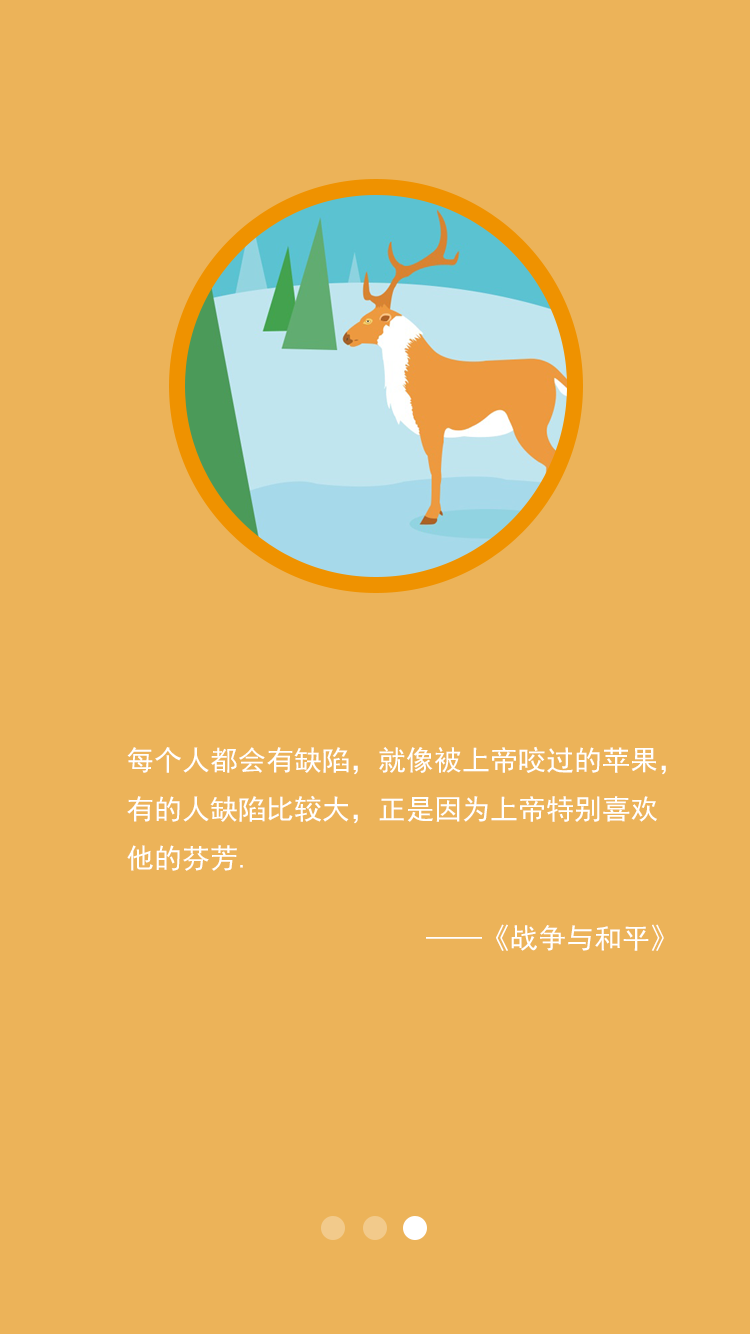 每个人都会有缺陷，就像被上帝咬过的苹果，
有的人缺陷比较大，正是因为上帝特别喜欢
他的芬芳.
——《战争与和平》